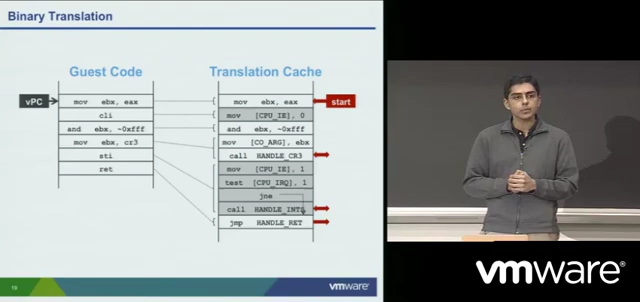 Binary Translation
Guest Code
Translation Cache
vPC
mov ebx, eax
cli
and ebx, ~0xfff
mov ebx, cr3
sti
ret
mov ebx, eax
start
mov [CPU_IE], 0
and ebx, ~0xfff
mov [CO_ARG], ebx
call HANDLE_CR3
mov [CPU_IE], 1
test [CPU_IRQ], 1
jne
call HANDLE_INTS
jmp HANDLE_RET
19
vmware
vmware®